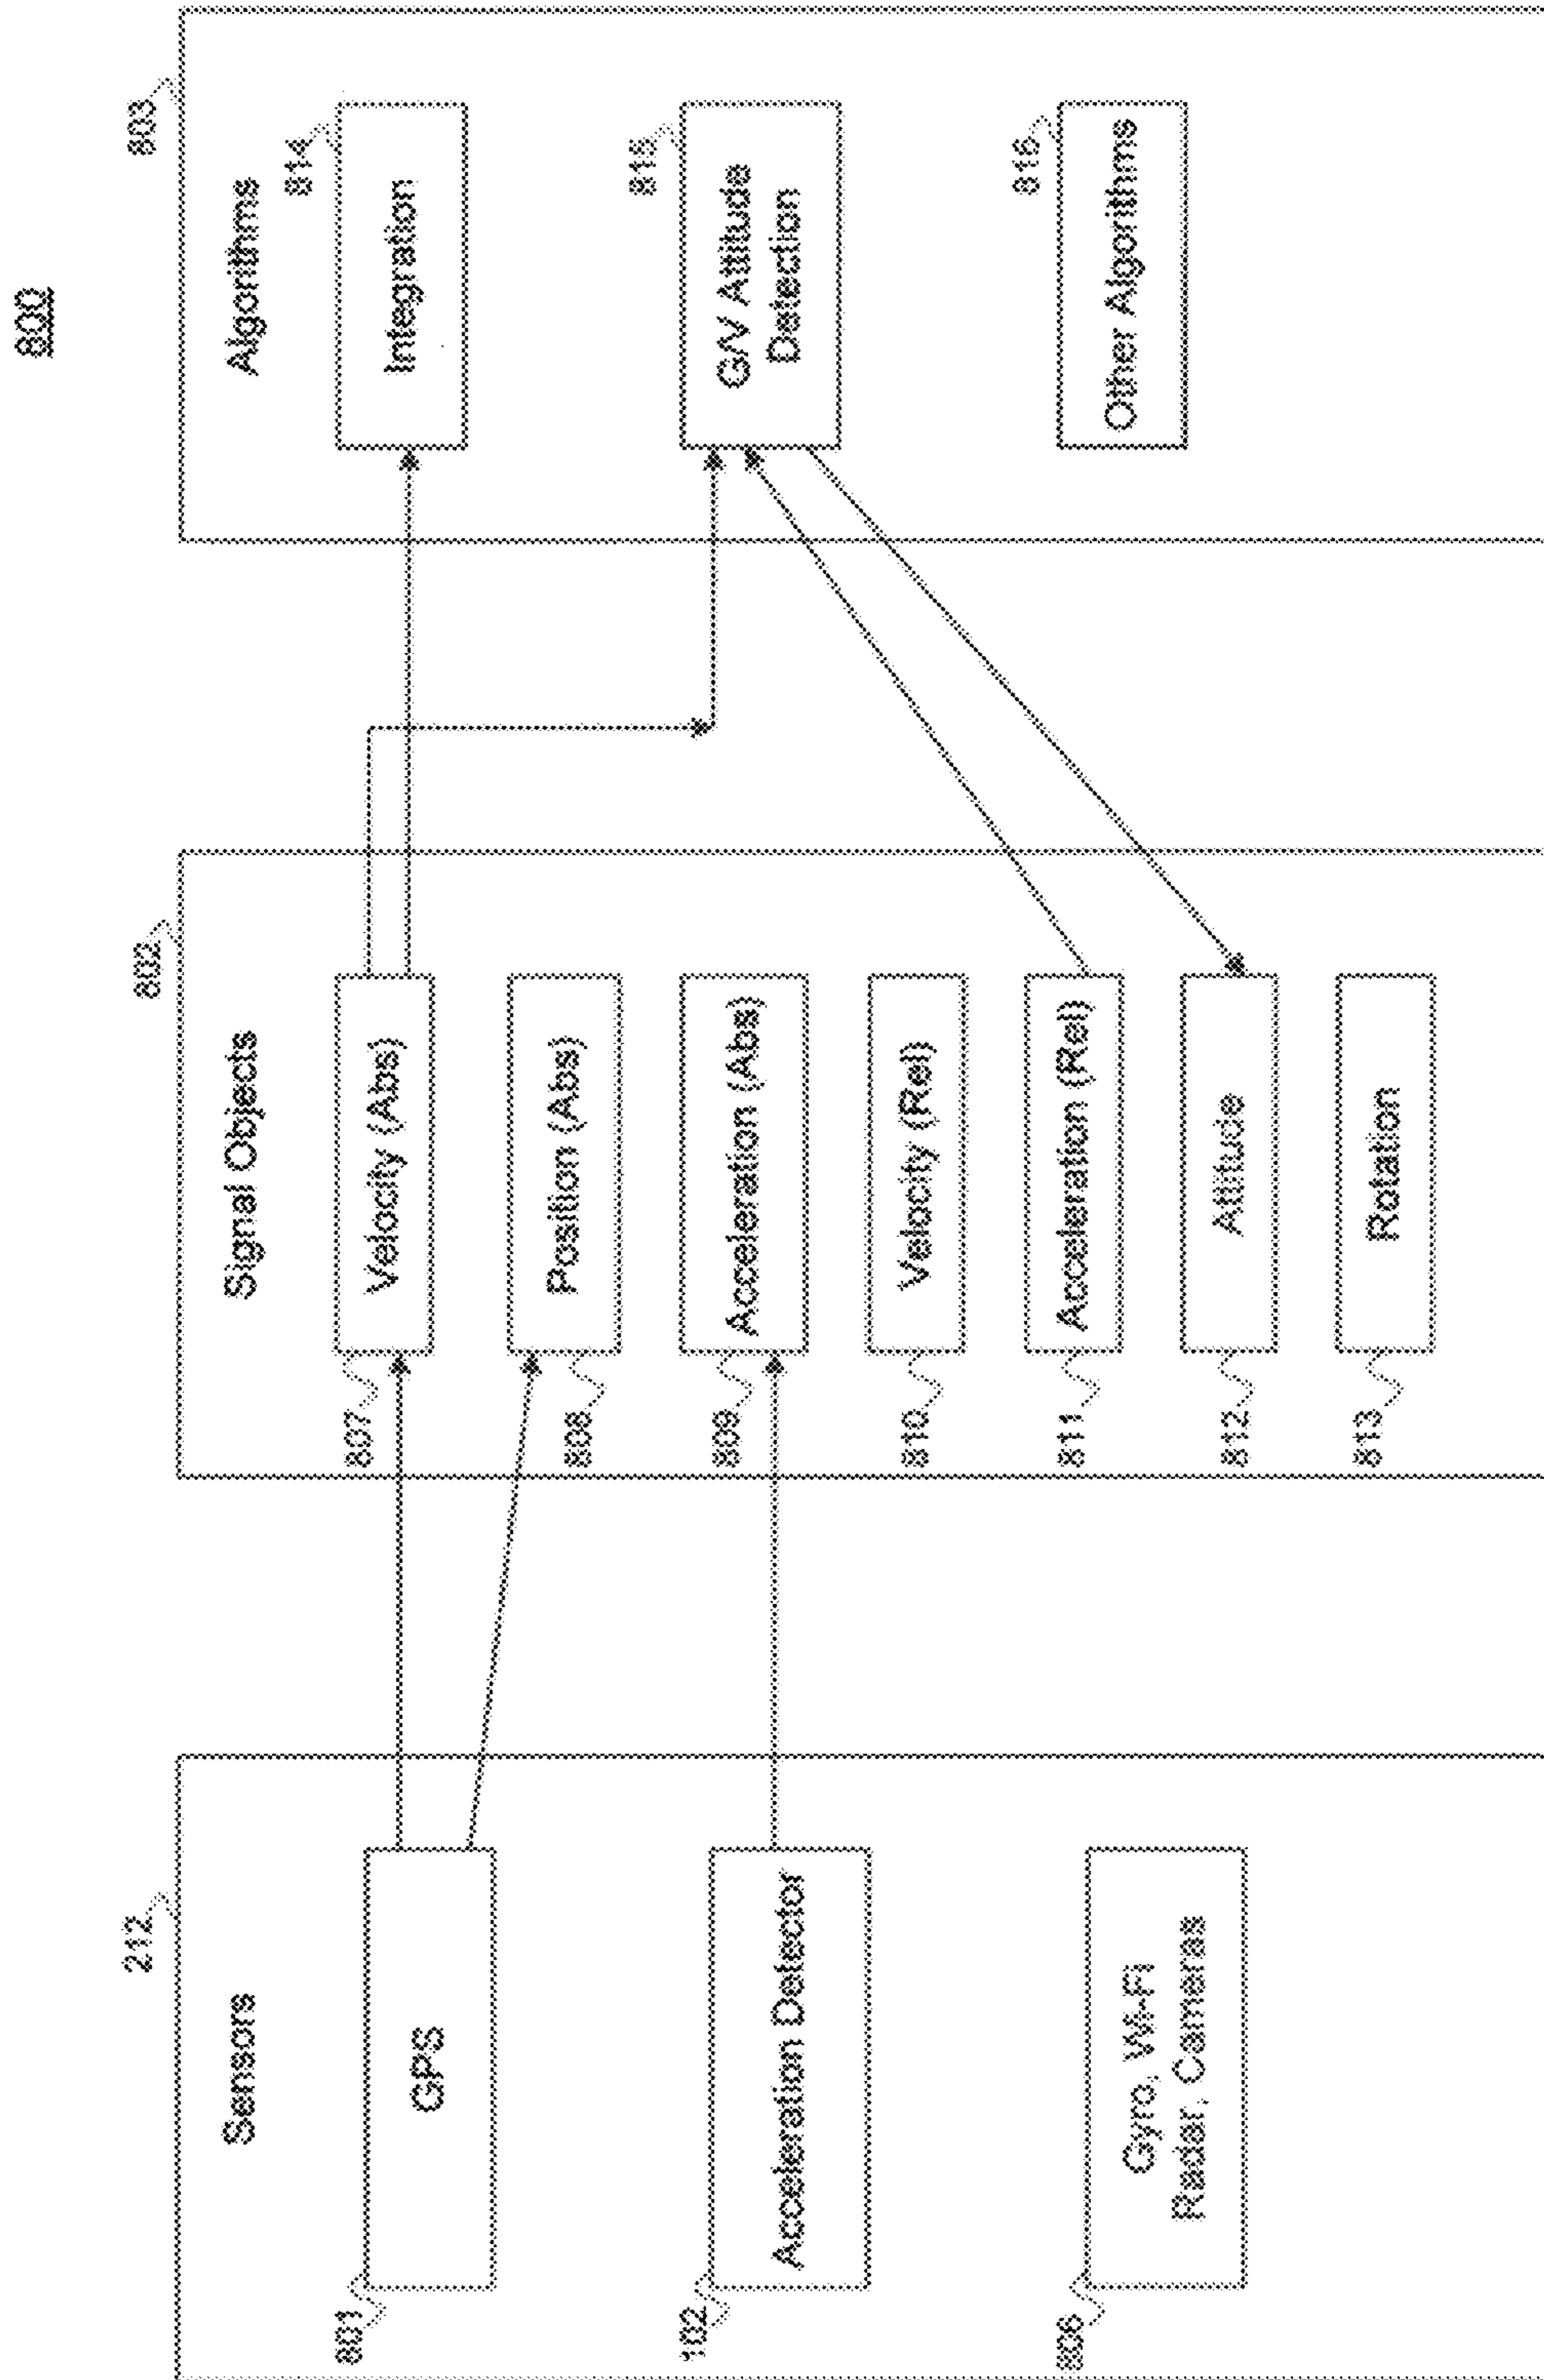 800
Sensors
212
GPS
801
Acceleration Detector
102
Gyro, Wi-Fi
Radar, Cameras
806
Signal Objects
802
Velocity (Abs)
807
Position (Abs)
808
Acceleration (Abs)
809
Velocity (Rel)
810
Acceleration (Rel)
811
Attitude
812
Rotation
813
Algorithms
803
Integration
814
G/V Attitude
Detection
815
Other Algorithms
816